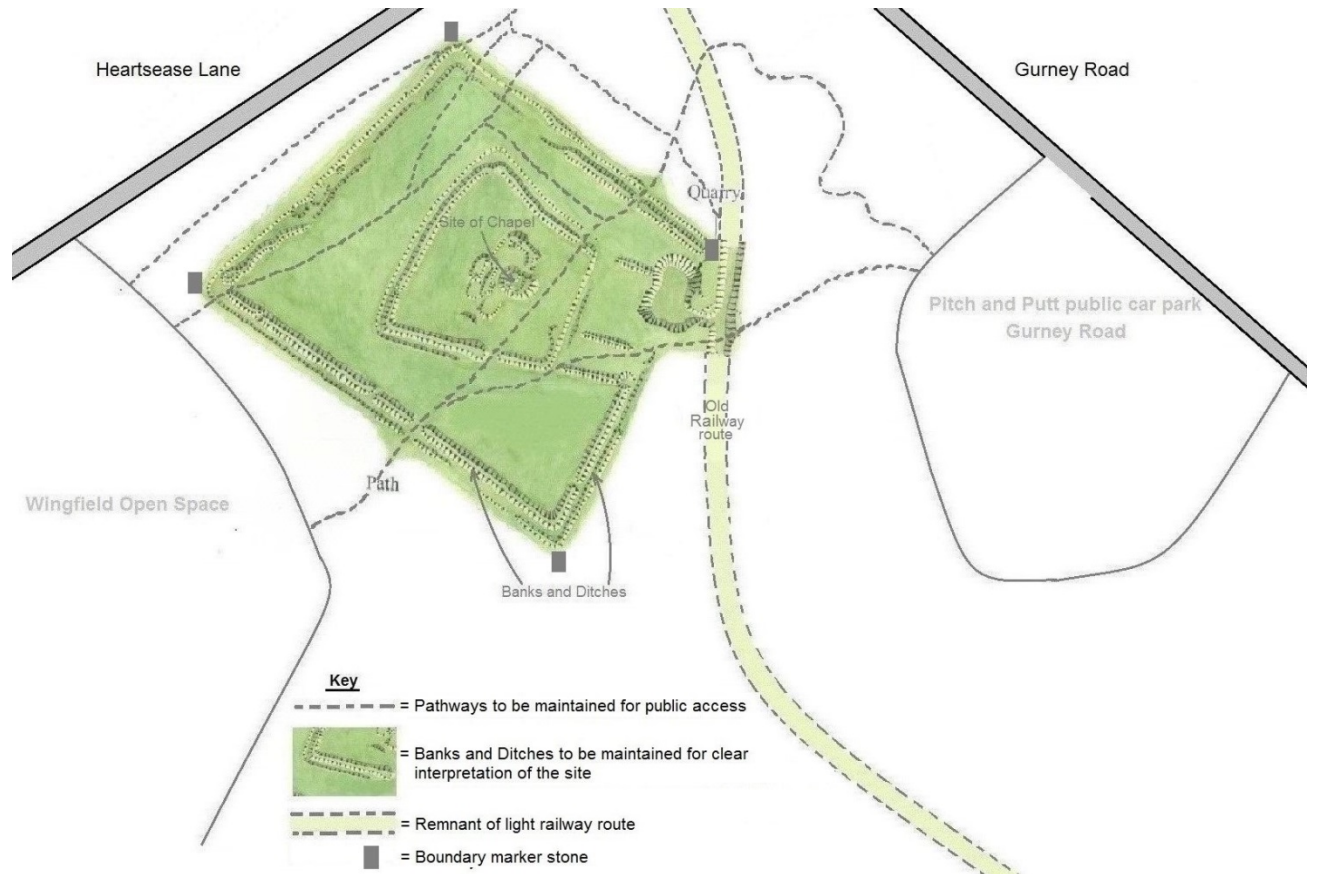 Heartsease Lane
Gurney Road
Quarry
Site of Chapel
Pitch and Putt public car park
Gurney Road
Old
Railway
route
Path
Wingfield Open Space
Banks and Ditches
Key
= Pathways to be maintained for public access
= Banks and Ditches to be maintained for clear
interpretation of the site
= Remnant of light railway route
= Boundary marker stone